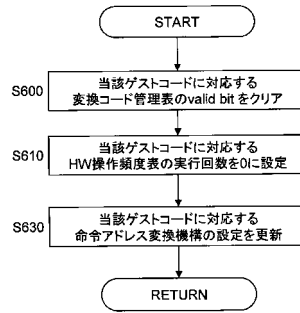 START
S600
当該ゲストコードに対応する
変換コード管理表のvalid bitをクリア
S610
当該ゲストコードに対応する
HW操作頻度表の実行回数を0に設定
S630
当該ゲストコードに対応する
命令アドレス変換機構の設定を更新
RETURN